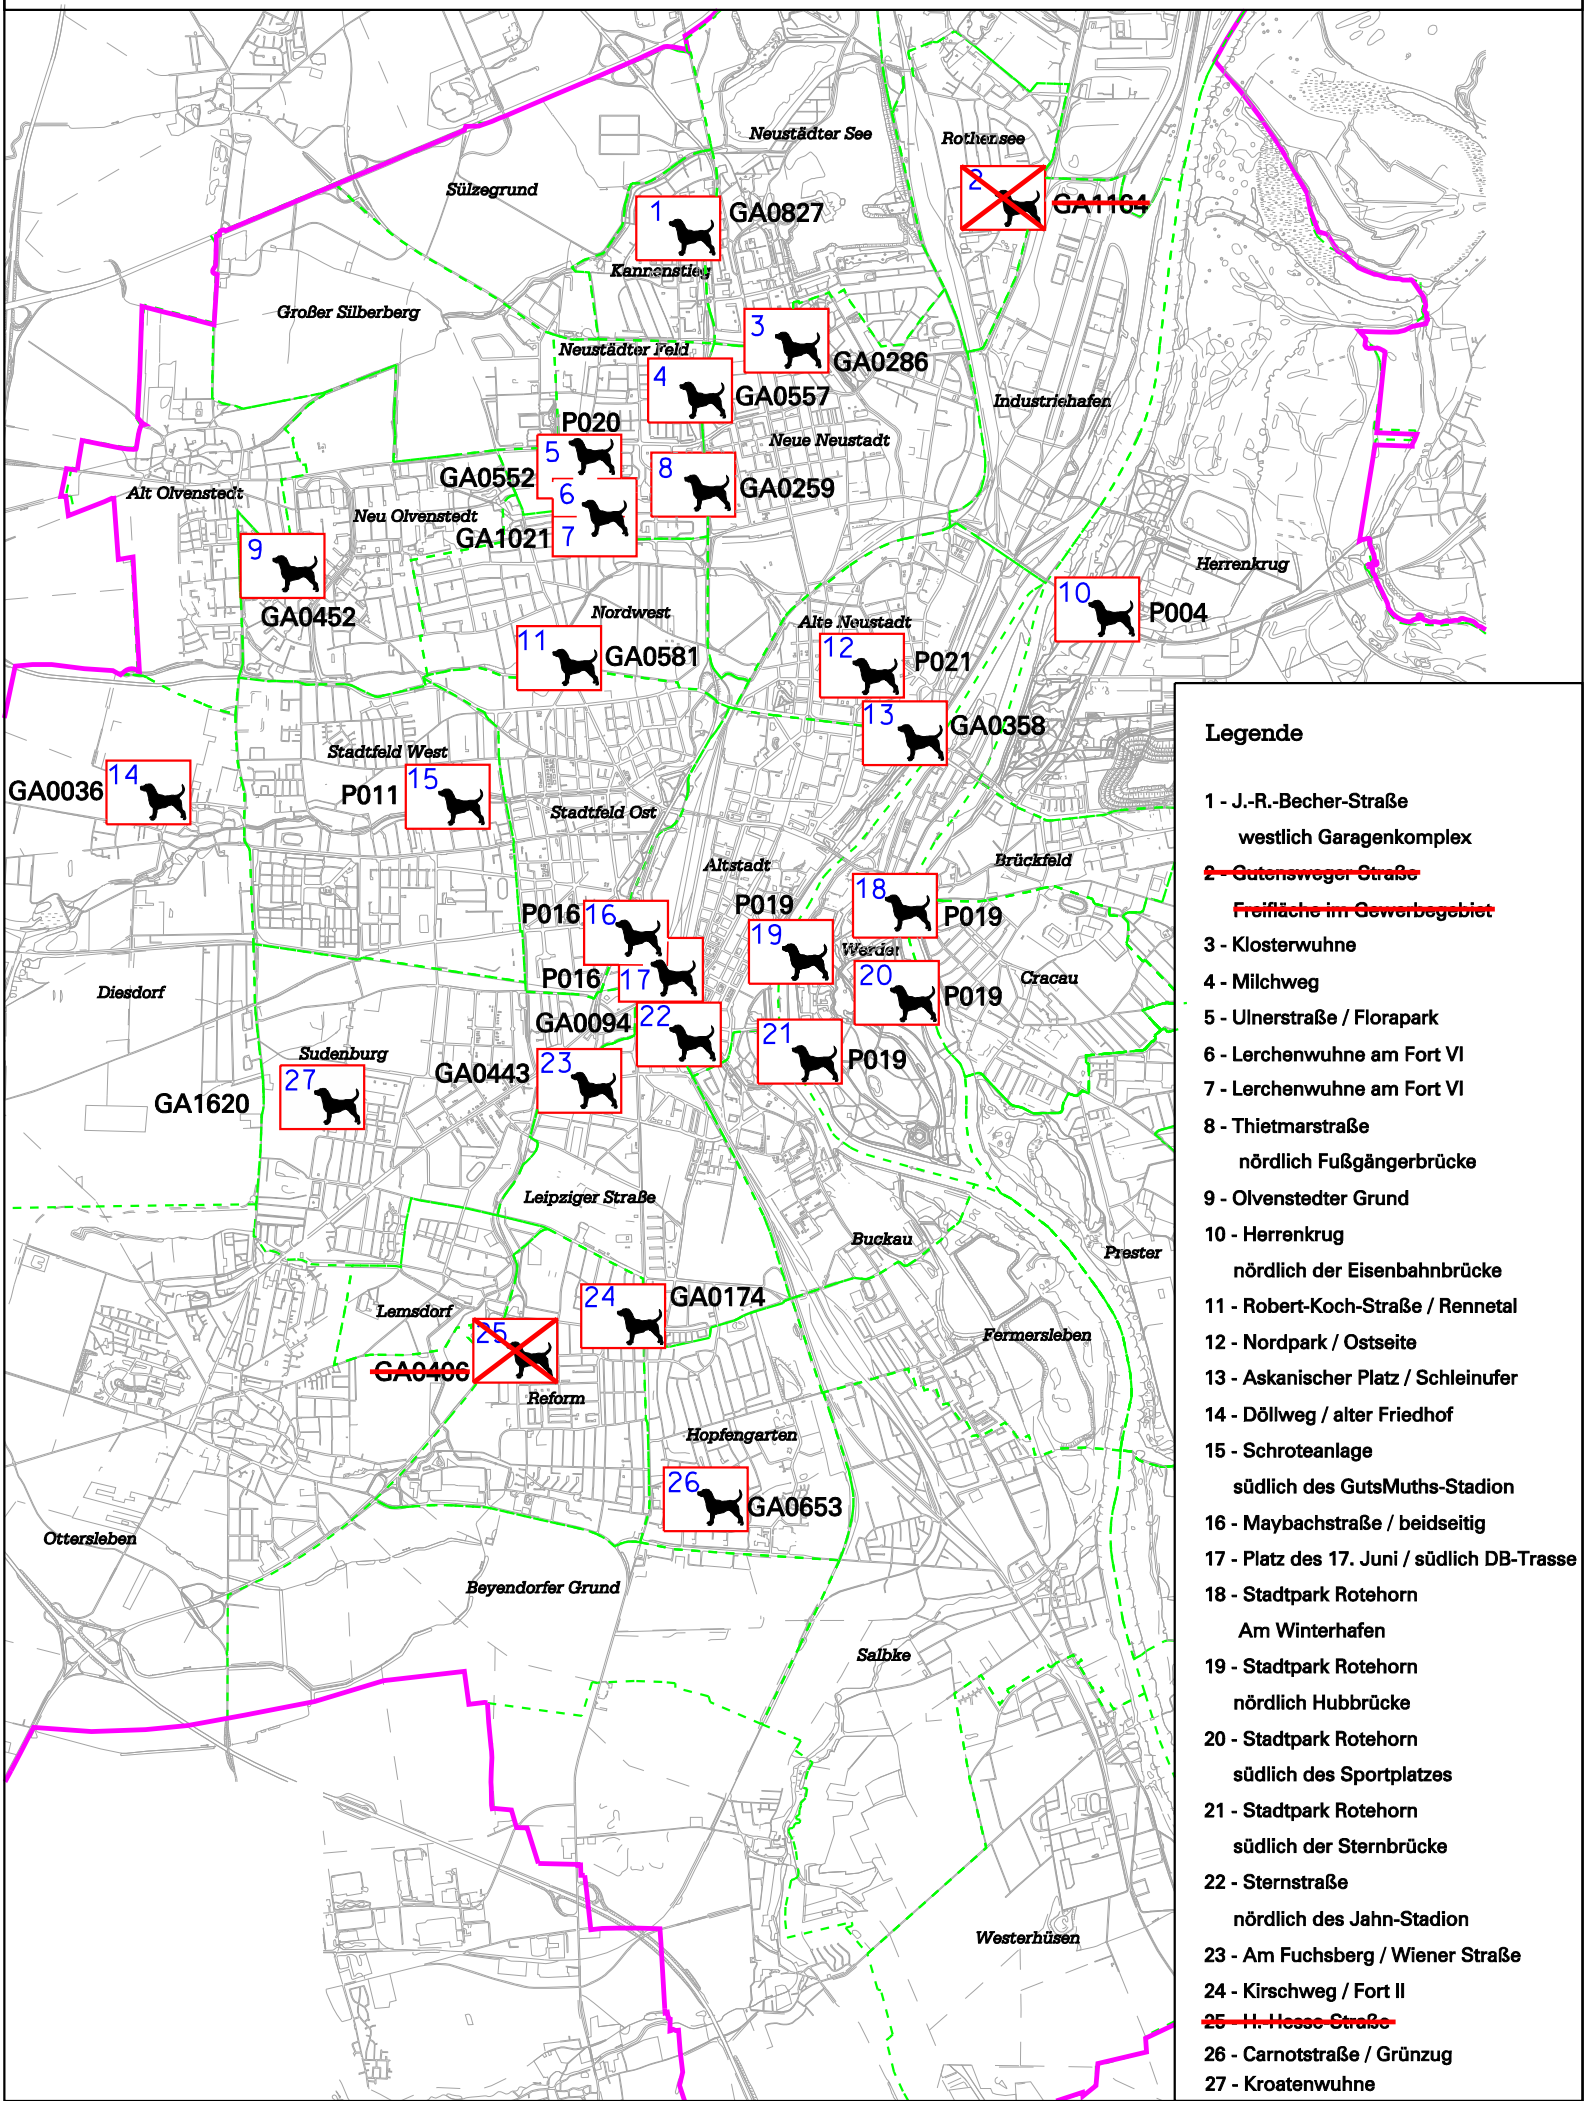 Neustädter See
Rothensee
Sülzegrund
2
GA1164
1
GA0827
Kannenstieg
Großer Silberberg
3
Neustädter Feld
GA0286
4
GA0557
Industriehafen
P020
Neue Neustadt
5
GA0552
8
GA0259
Alt Olvenstedt
6
Neu Olvenstedt
GA1021
7
9
Herrenkrug
GA0452
10
P004
Nordwest
Alte Neustadt
11
GA0581
12
P021
13
GA0358
Stadtfeld West
14
GA0036
15
P011
Stadtfeld Ost
Altstadt
Brückfeld
18
P019
P016
16
P019
19
Werder
P016
17
20
P019
Cracau
Diesdorf
GA0094
22
21
P019
Sudenburg
GA0443
23
27
GA1620
Leipziger Straße
Buckau
Prester
24
GA0174
Lemsdorf
25
GA0406
Fermersleben
Reform
Hopfengarten
26
GA0653
Ottersleben
Beyendorfer Grund
Salbke
Westerhüsen
Legende
1 - J.-R.-Becher-Straße
westlich Garagenkomplex
2 - Gutensweger Straße
Freifläche im Gewerbegebiet
3 - Klosterwuhne
4 - Milchweg
5 - Ulnerstraße / Florapark
6 - Lerchenwuhne am Fort VI
7 - Lerchenwuhne am Fort VI
8 - Thietmarstraße
nördlich Fußgängerbrücke
9 - Olvenstedter Grund
10 - Herrenkrug
nördlich der Eisenbahnbrücke
11 - Robert-Koch-Straße / Rennetal
12 - Nordpark / Ostseite
13 - Askanischer Platz / Schleinufer
14 - Döllweg / alter Friedhof
15 - Schroteanlage
südlich des GutsMuths-Stadion
16 - Maybachstraße / beidseitig
17 - Platz des 17. Juni / südlich DB-Trasse
18 - Stadtpark Rotehorn
Am Winterhafen
19 - Stadtpark Rotehorn
nördlich Hubbrücke
20 - Stadtpark Rotehorn
südlich des Sportplatzes
21 - Stadtpark Rotehorn
südlich der Sternbrücke
22 - Sternstraße
nördlich des Jahn-Stadion
23 - Am Fuchsberg / Wiener Straße
24 - Kirschweg / Fort II
25 - H.-Hesse-Straße
26 - Carnotstraße / Grünzug
27 - Kroatenwuhne